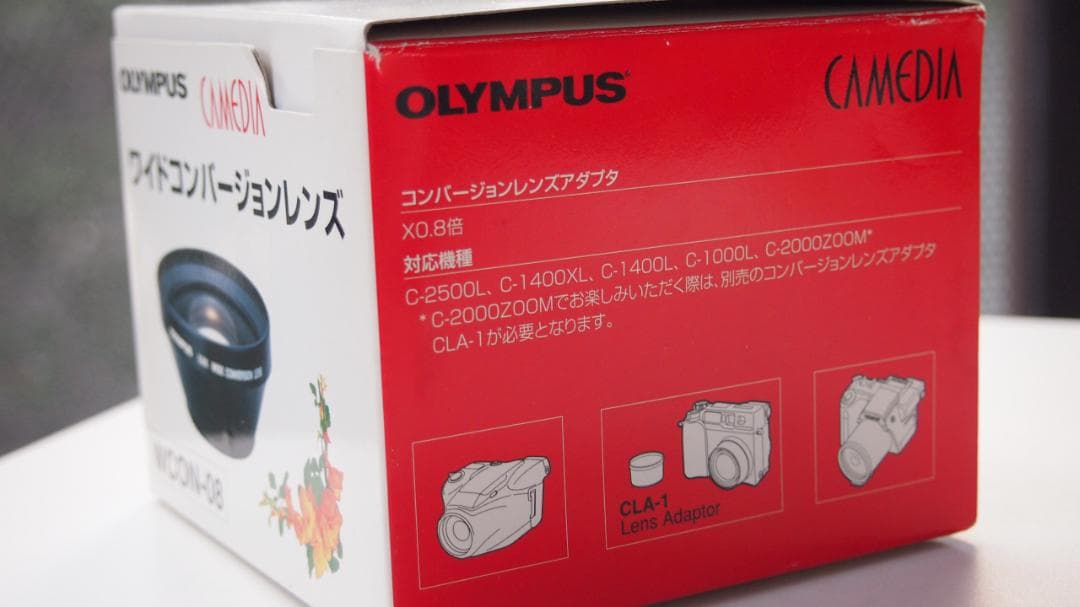 OLYMPUS CAMEDIA
ワイドコンバージョンレンズ
WCON-08
OLYMPUS CAMEDIA
コンバージョンレンズアダプタ
X0.8倍
対応機種
C-2500L、C-1400XL、C-1400L、C-1000L、C-2000ZOOM*
*C-2000ZOOMでお楽しみいただく際は、別売のコンバージョンレンズアダプタ
CLA-1が必要となります。
CLA-1
Lens Adaptor